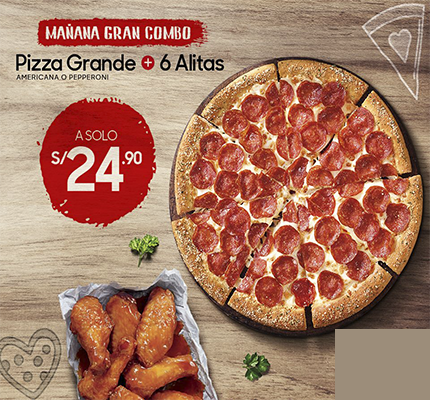 MAÑANA GRAN COMBO
Pizza Grande + 6 Alitas
AMERICANA O PEPPERONI
A SOLO
S/24.90